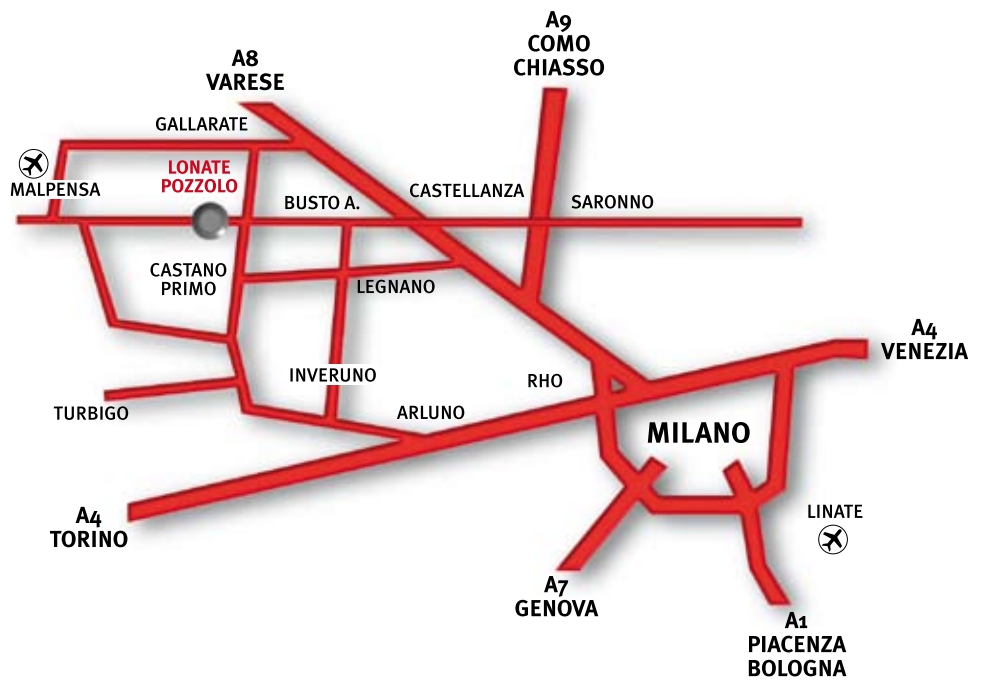 A9
COMO
CHIASSO
A8
VARESE
GALLARATE
LONATE
POZZOLO
MALPENSA
CASTELLANZA
BUSTO A.
SARONNO
CASTANO
PRIMO
LEGNANO
A4
VENEZIA
INVERUNO
RHO
TURBIGO
ARLUNO
MILANO
A4
TORINO
LINATE
A7
GENOVA
A1
PIACENZA
BOLOGNA